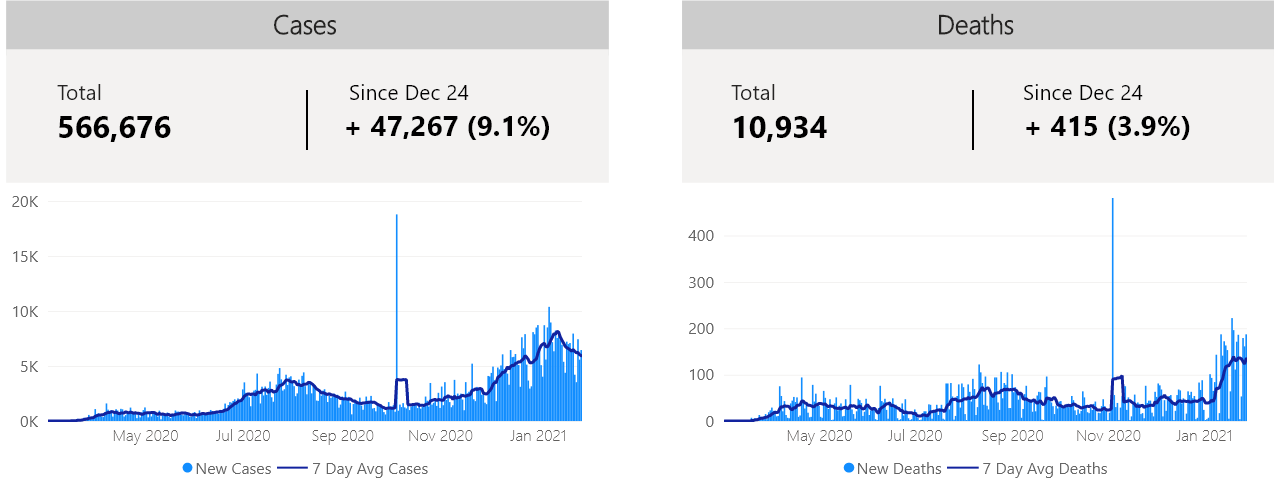 Cases
Total
566,676
Since Dec 24
+ 47,267 (9.1%)
20K
15K
10K
5K
0K
May 2020 Jul 2020 Sep 2020 Nov 2020 Jan 2021
New Cases 7 Day Avg Cases
Deaths
Total
10,934
Since Dec 24
+ 415 (3.9%)
400
300
200
100
0
May 2020 Jul 2020 Sep 2020 Nov 2020 Jan 2021
New Deaths 7 Day Avg Deaths